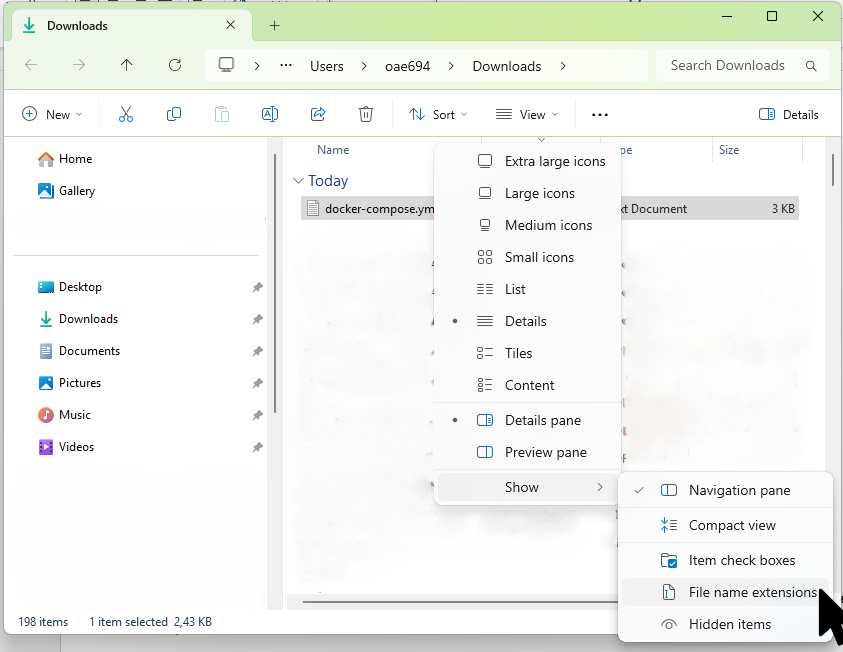 Downloads
Users
oae694
Downloads
Search Downloads
New
Sort
View
Details
Home
Gallery
Desktop
Downloads
Documents
Pictures
Music
Videos
Name
Size
Today
docker-compose.ym
xt Document
3 KB
Extra large icons
Large icons
Medium icons
Small icons
List
Details
Tiles
Content
Details pane
Preview pane
Show
Navigation pane
Compact view
Item check boxes
File name extensions
Hidden items
198 items
1 item selected 2,43 KB